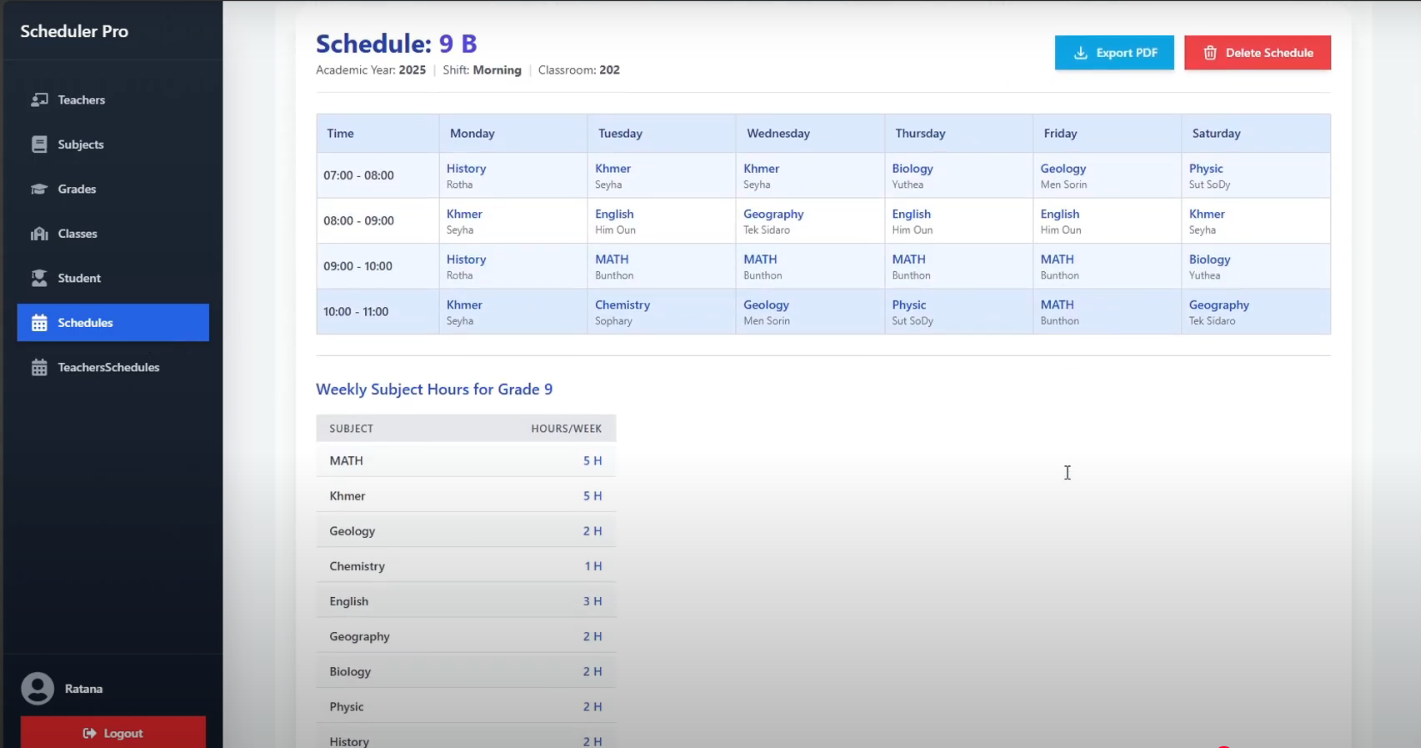 Scheduler Pro
Teachers
Subjects
Grades
Classes
Student
Schedules
TeachersSchedules
Ratana
Logout
Schedule: 9 B
Academic Year: 2025 | Shift: Morning | Classroom: 202
Export PDF
Delete Schedule
Time Monday Tuesday Wednesday Thursday Friday Saturday
07:00 - 08:00 History Khmer Khmer Biology Geology Physic
Rotha Seyha Seyha Yuthea Men Sorin Sut SoDy
08:00 - 09:00 Khmer English Geography English English Khmer
Seyha Him Oun Tek Sidaro Him Oun Him Oun Seyha
09:00 - 10:00 History MATH MATH MATH MATH Biology
Rotha Bunthon Bunthon Bunthon Bunthon Yuthea
10:00 - 11:00 Khmer Chemistry Geology Physic MATH Geography
Seyha Sophary Men Sorin Sut SoDy Bunthon Tek Sidaro
Weekly Subject Hours for Grade 9
SUBJECT HOURS/WEEK
MATH 5 H
Khmer 5 H
Geology 2 H
Chemistry 1 H
English 3 H
Geography 2 H
Biology 2 H
Physic 2 H
History 2 H